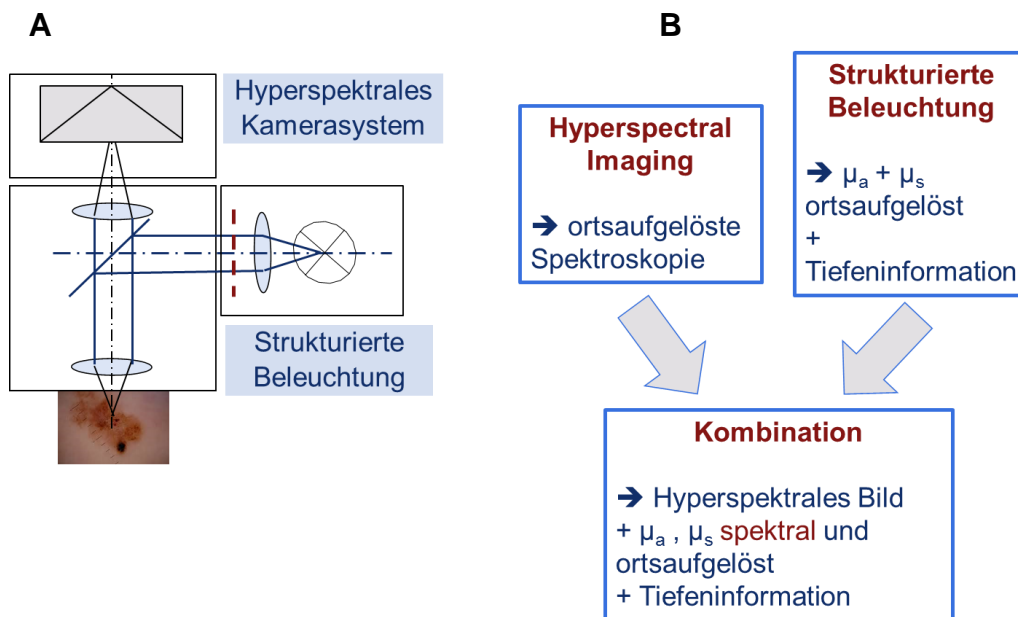 A
Hyperspektrales
Kamerasystem
Strukturierte
Beleuchtung
B
Hyperspectral
Imaging
➔ ortsaufgelöste
Spektroskopie
Strukturierte
Beleuchtung
➔ µa + µs
ortsaufgelöst
+
Tiefeninformation
Kombination
➔ Hyperspektrales Bild
+ µa , µs spektral und
ortsaufgelöst
+ Tiefeninformation